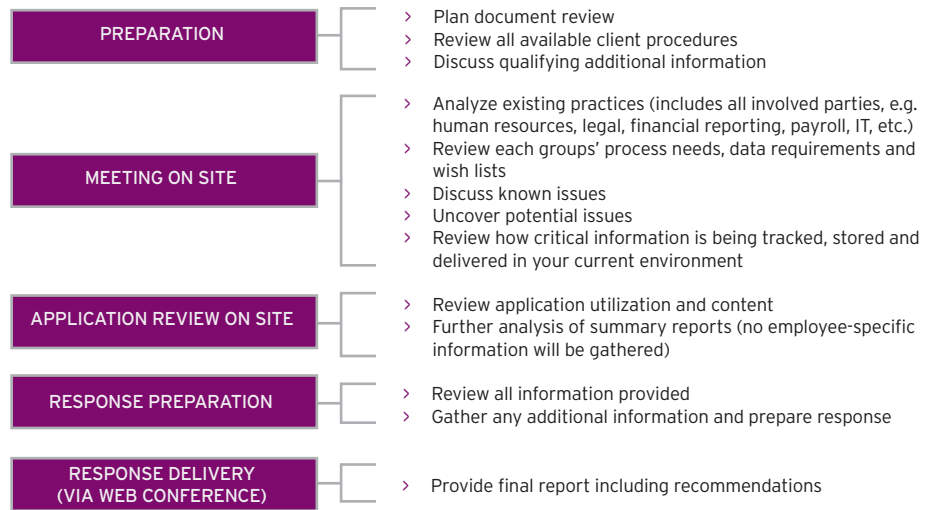 PREPARATION
> Plan document review
> Review all available client procedures
> Discuss qualifying additional information
MEETING ON SITE
> Analyze existing practices (includes all involved parties, e.g.
human resources, legal, financial reporting, payroll, IT, etc.)
> Review each groups’ process needs, data requirements and
wish lists
> Discuss known issues
> Uncover potential issues
> Review how critical information is being tracked, stored and
delivered in your current environment
APPLICATION REVIEW ON SITE
> Review application utilization and content
> Further analysis of summary reports (no employee-specific
information will be gathered)
RESPONSE PREPARATION
> Review all information provided
> Gather any additional information and prepare response
RESPONSE DELIVERY
(VIA WEB CONFERENCE)
> Provide final report including recommendations